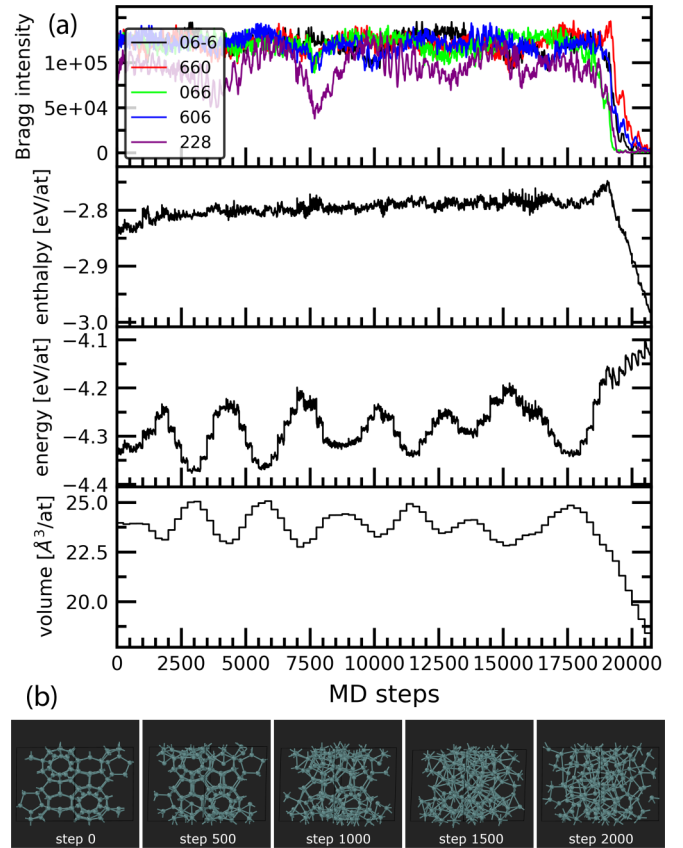 (a)
Bragg intensity
1e+05
5e+04
0
06-6
660
066
606
228
enthalpy [eV/at]
−2.8
−2.9
−3.0
energy [eV/at]
−4.1
−4.2
−4.3
−4.4
volume [Å³/at]
25.0
22.5
20.0
0 2500 5000 7500 10000 12500 15000 17500 20000
MD steps
(b)
step 0 step 500 step 1000 step 1500 step 2000